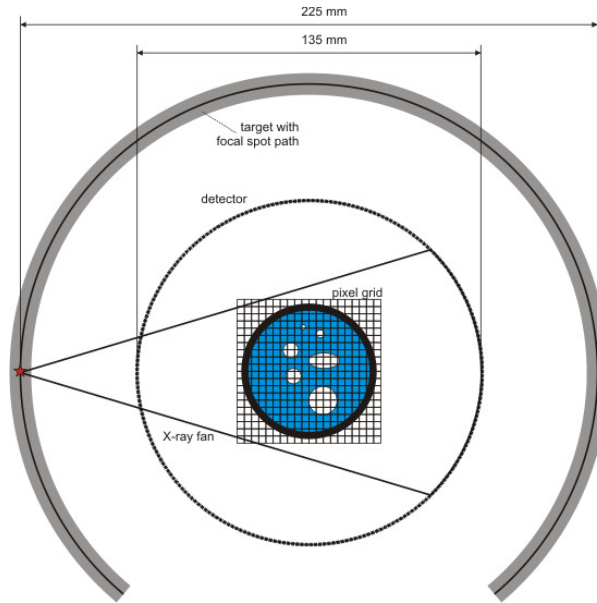 225 mm
135 mm
target with
focal spot path
detector
pixel grid
X-ray fan